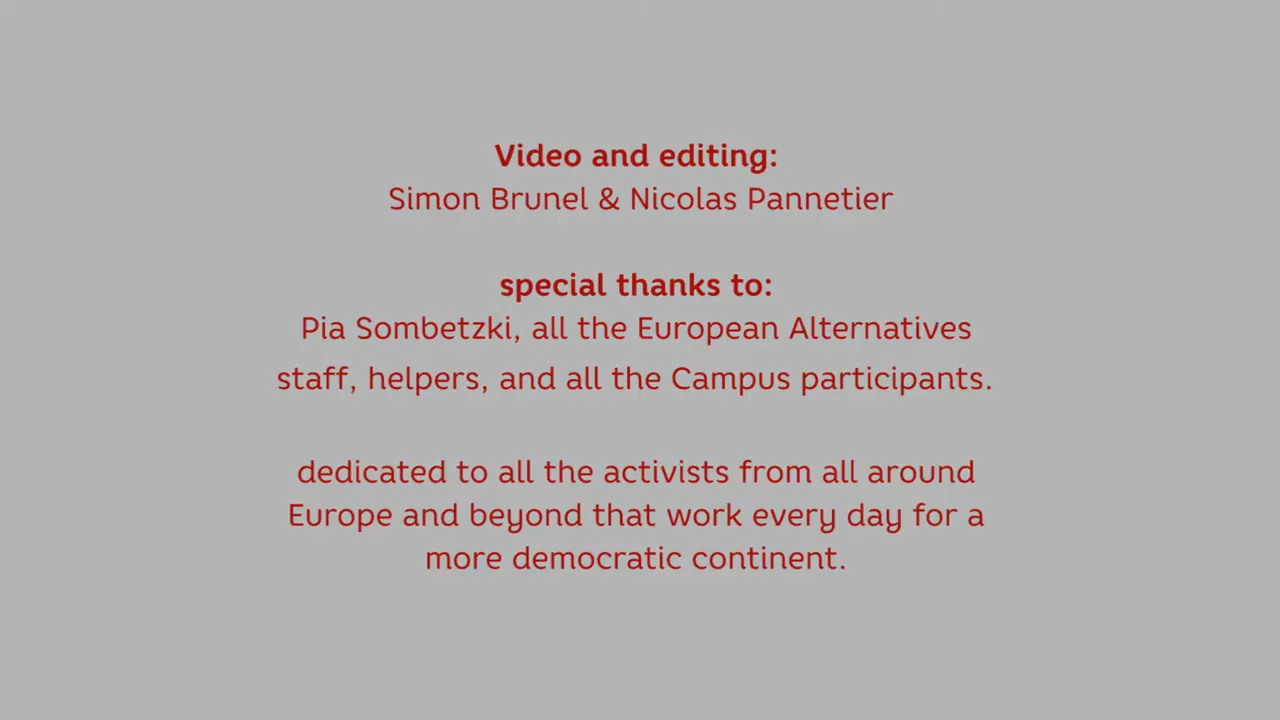 Video and editing:
Simon Brunel & Nicolas Pannetier
special thanks to:
Pia Sombetzki, all the European Alternatives
staff, helpers, and all the Campus participants.
dedicated to all the activists from all around
Europe and beyond that work every day for a
more democratic continent.